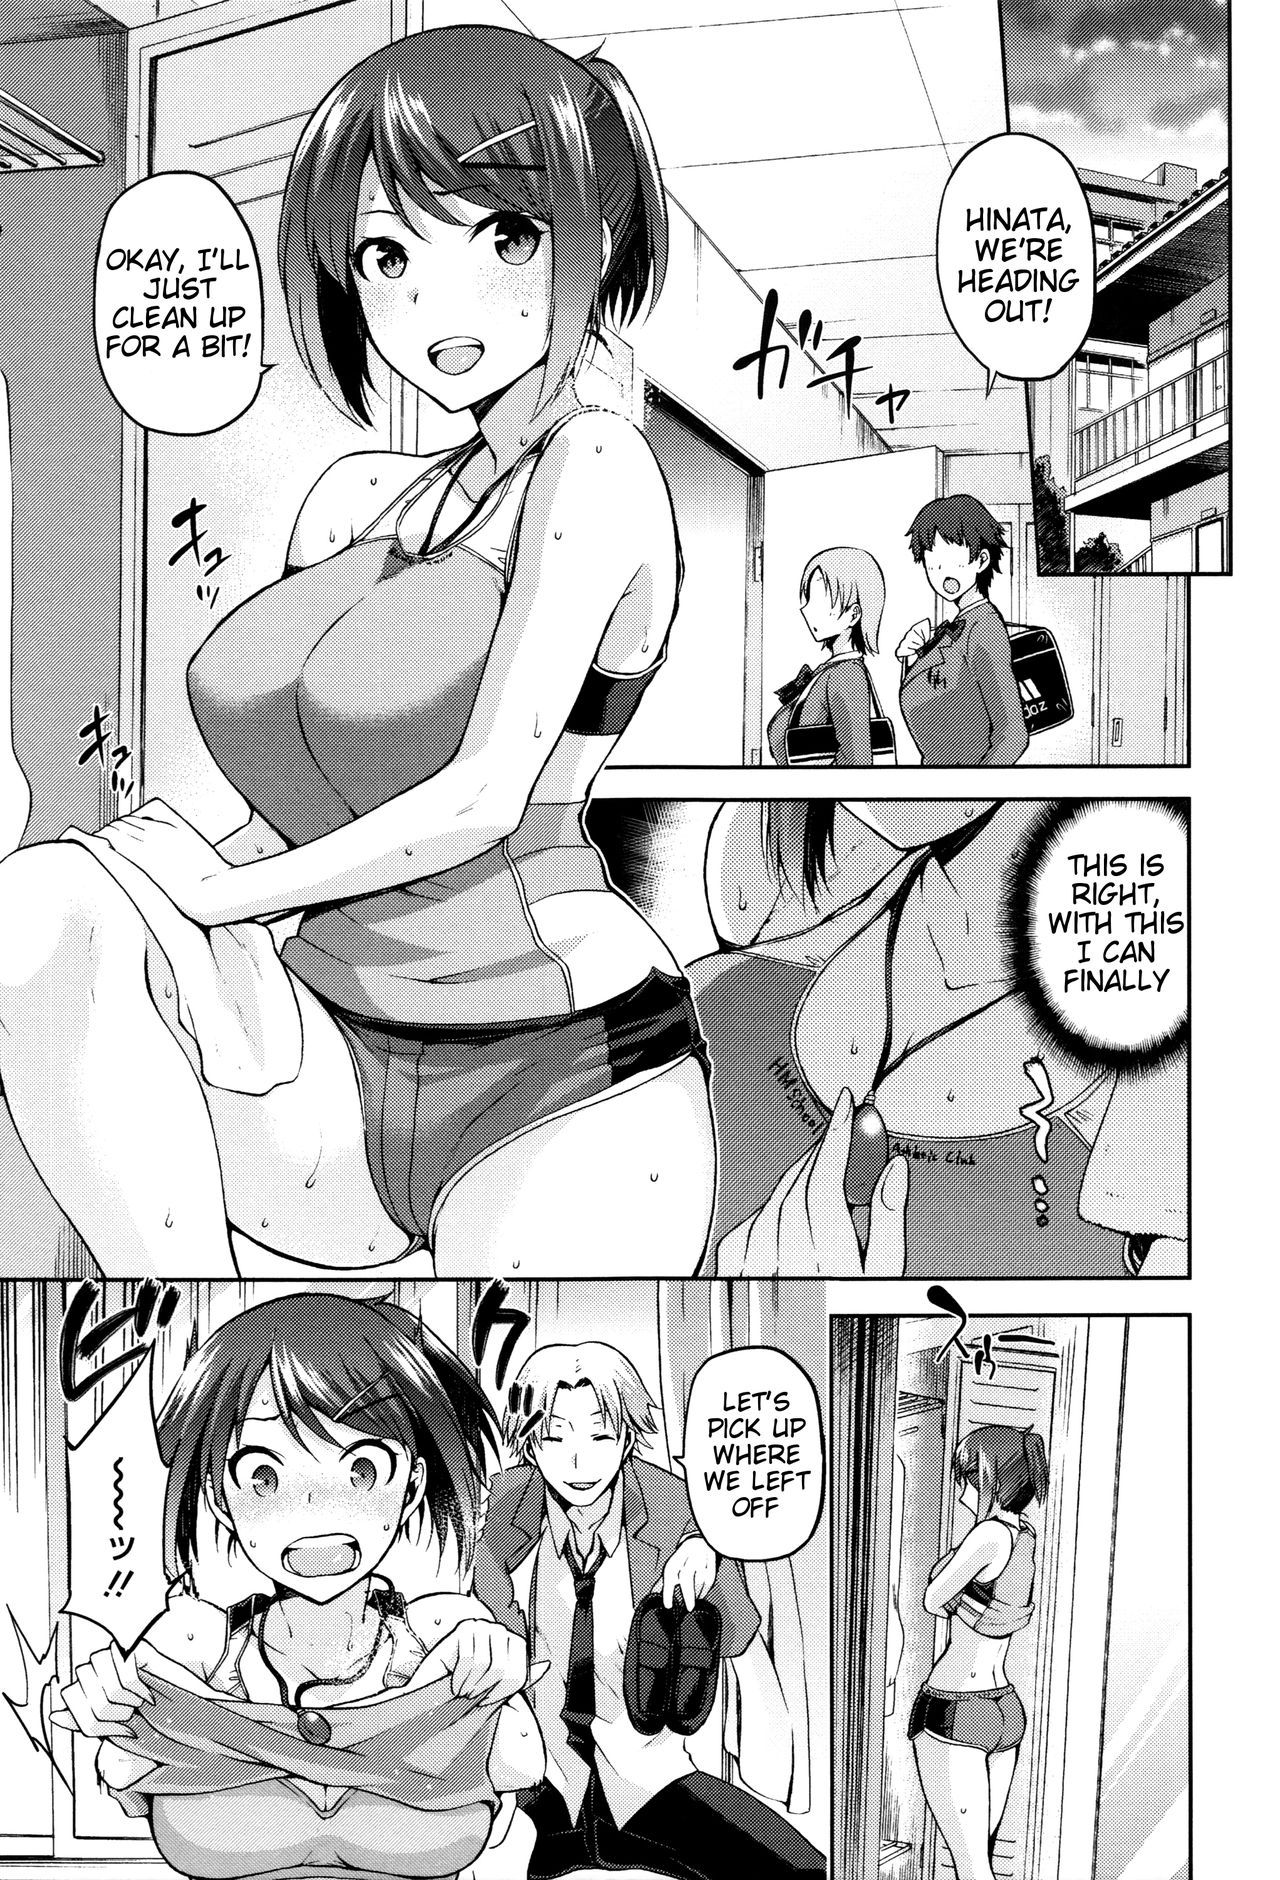 HINATA,
WE'RE
HEADING
OUT!
ガチャ
OKAY, I'LL
JUST
CLEAN UP
FOR A BIT!
キュッ
キュッ
doz
THIS IS
RIGHT,
WITH THIS
I CAN
FINALLY
HM School
Athletic Club
LET'S
PICK UP
WHERE
WE LEFT
OFF
ビク
〜〜ッ!!